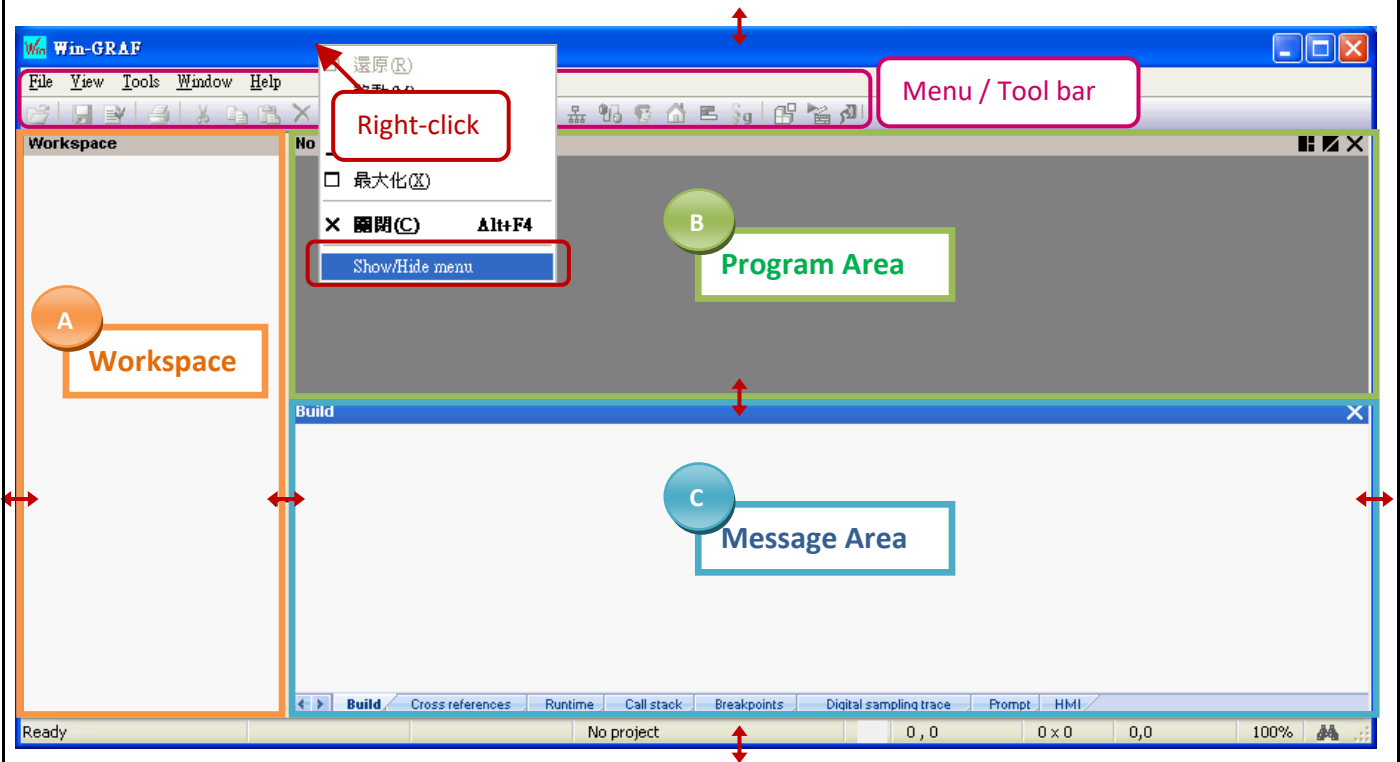 Win-GRAF
File View Tools Window Help
還原(R)
Menu / Tool bar
Right-click
Workspace
No
最大化(X)
關閉(C) Alt+F4
Show/Hide menu
B
Program Area
A
Workspace
Build
C
Message Area
Build Cross references Runtime Call stack Breakpoints Digital sampling trace Prompt HMI
Ready No project 0 , 0 0 x 0 0,0 100%